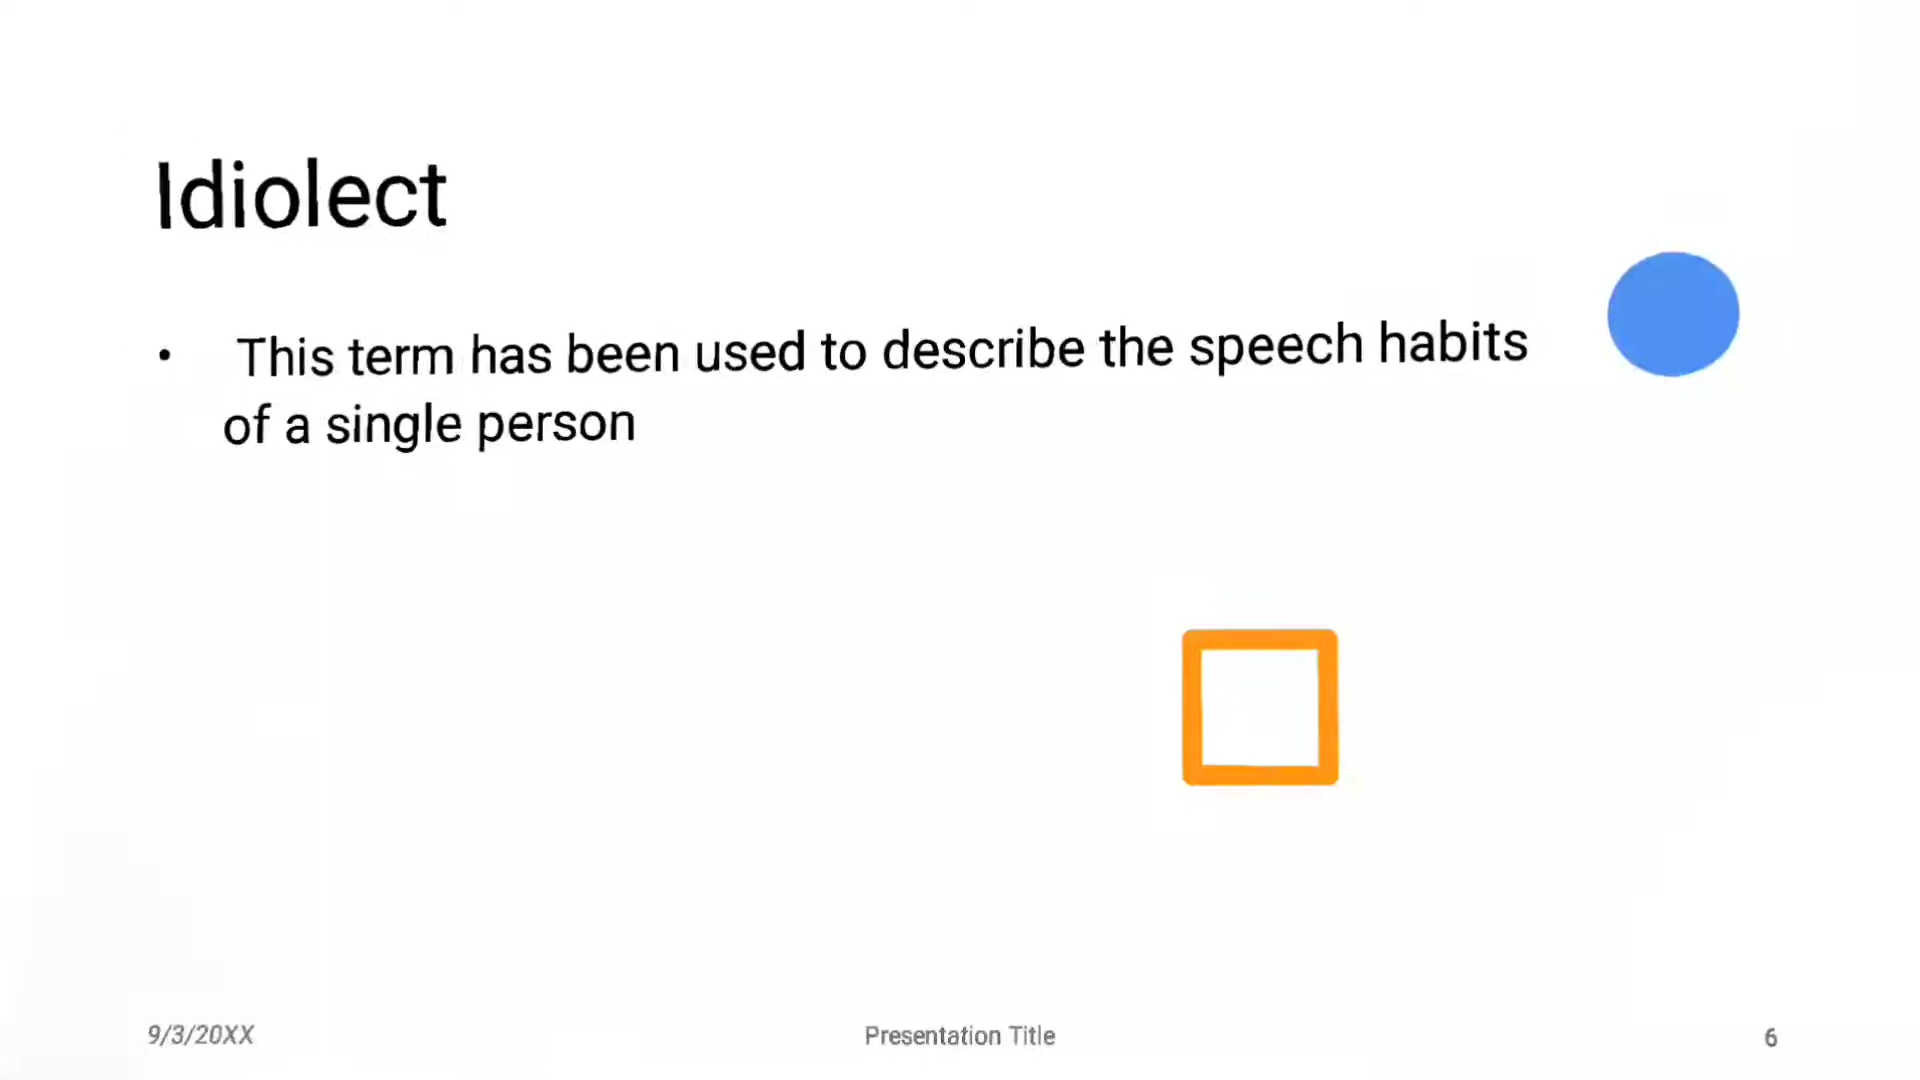 Idiolect
• This term has been used to describe the speech habits
of a single person
9/3/20XX
Presentation Title
6